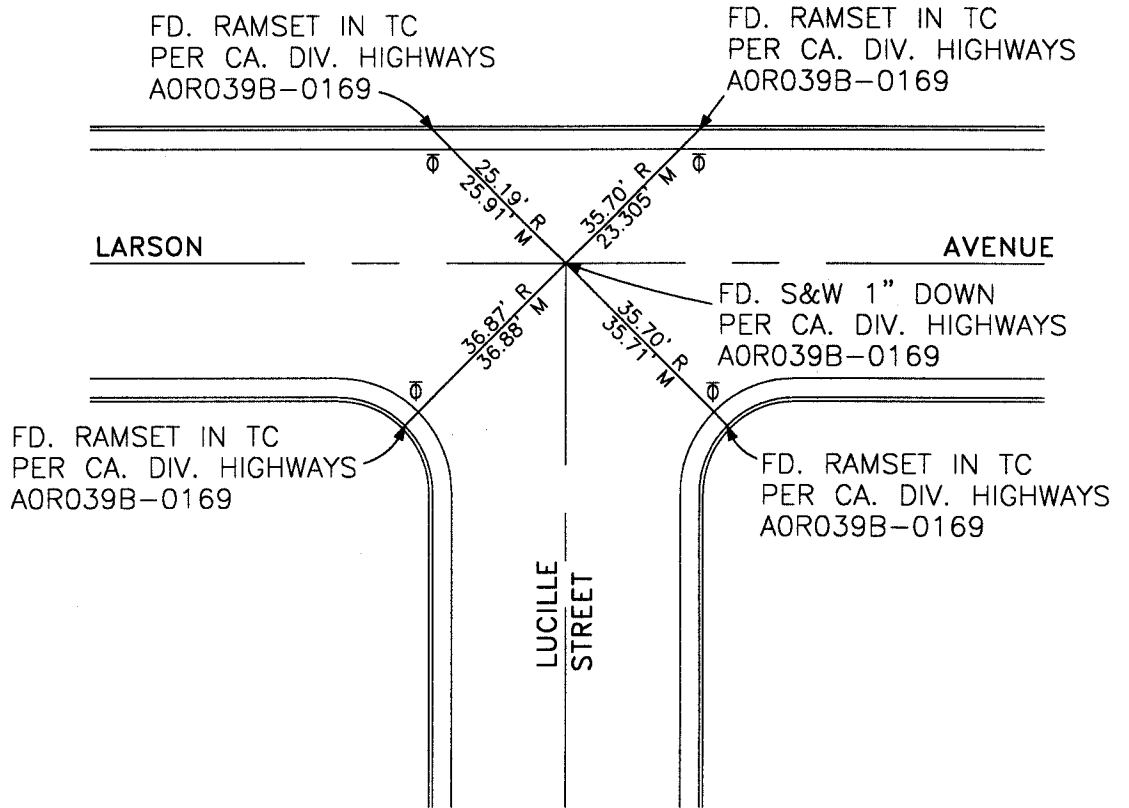 FD. RAMSET IN TC
PER CA. DIV. HIGHWAYS
A0R039B-0169
FD. RAMSET IN TC
PER CA. DIV. HIGHWAYS
A0R039B-0169
25.19' R
25.91' M
35.70' R
23.305' M
LARSON
AVENUE
FD. S&W 1" DOWN
PER CA. DIV. HIGHWAYS
A0R039B-0169
36.87' R
36.88' M
35.70' R
35.71' M
FD. RAMSET IN TC
PER CA. DIV. HIGHWAYS
A0R039B-0169
FD. RAMSET IN TC
PER CA. DIV. HIGHWAYS
A0R039B-0169
LUCILLE
STREET